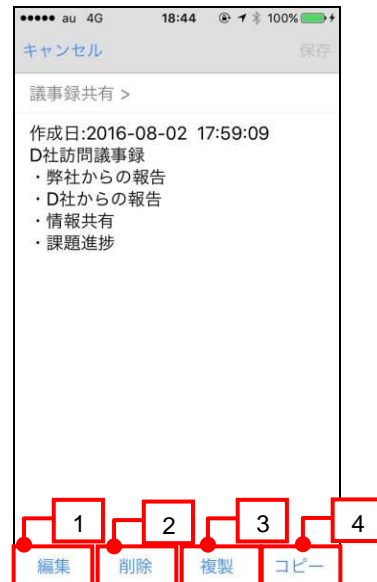 ●●●●● au 4G 18:44 100%
キャンセル 保存
議事録共有 >
作成日:2016-08-02 17:59:09
D社訪問議事録
・弊社からの報告
・D社からの報告
・情報共有
・課題進捗
1 2 3 4
編集 削除 複製 コピー